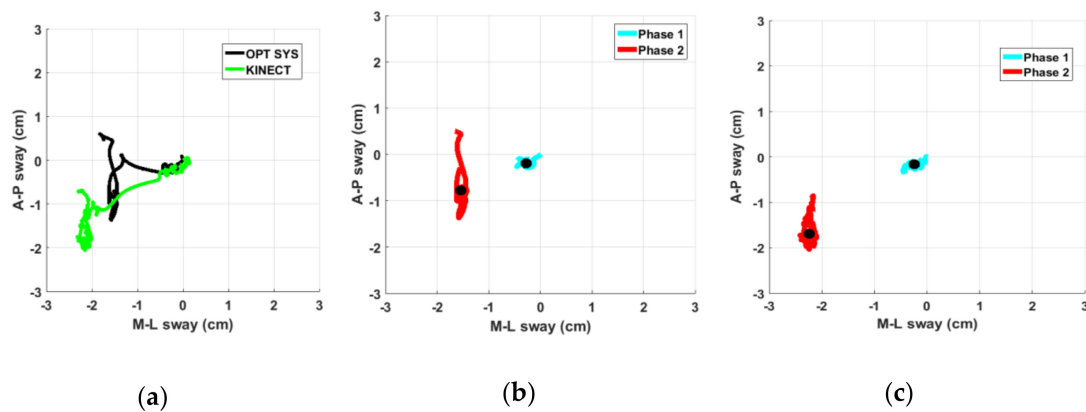 3
2
1
0
-1
-2
-3
A-P sway (cm)
-3 -2 -1 0 1 2 3
M-L sway (cm)
OPT SYS
KINECT
(a)
3
2
1
0
-1
-2
-3
A-P sway (cm)
-3 -2 -1 0 1 2 3
M-L sway (cm)
Phase 1
Phase 2
(b)
3
2
1
0
-1
-2
-3
A-P sway (cm)
-3 -2 -1 0 1 2 3
M-L sway (cm)
Phase 1
Phase 2
(c)